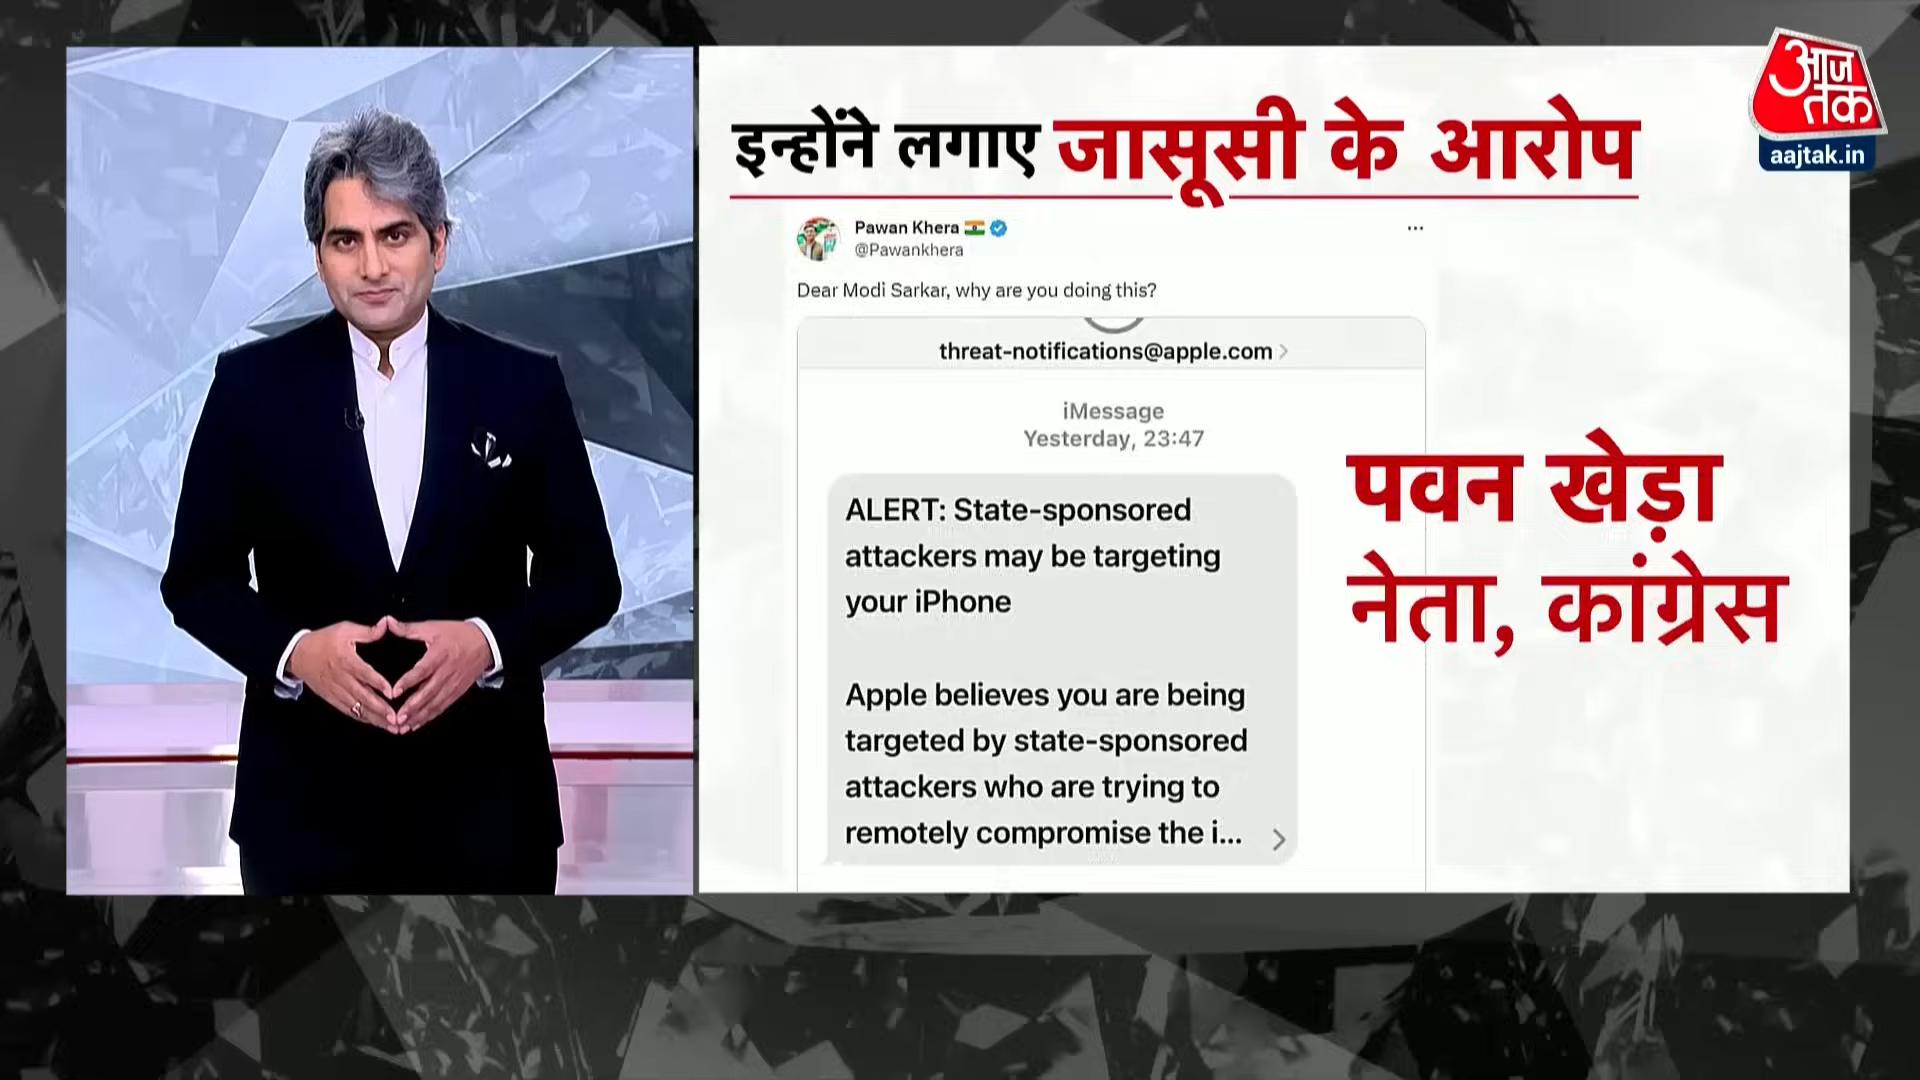 आज तक
aajtak.in
इन्होंने लगाए जासूसी के आरोप
Pawan Khera
@Pawankhera
Dear Modi Sarkar, why are you doing this?
threat-notifications@apple.com
iMessage
Yesterday, 23:47
ALERT: State-sponsored
attackers may be targeting
your iPhone
Apple believes you are being
targeted by state-sponsored
attackers who are trying to
remotely compromise the i...
पवन खेड़ा
नेता, कांग्रेस